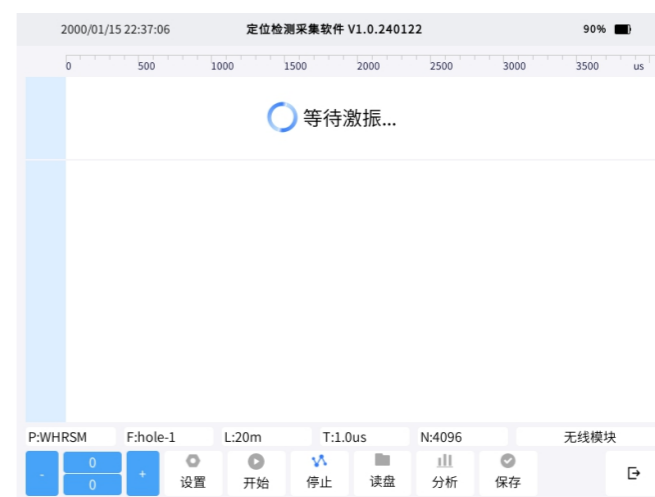 2000/01/15 22:37:06 定位检测采集软件 V1.0.240122 90%
0 500 1000 1500 2000 2500 3000 3500 us
等待激振...
P:WHRSM F:hole-1 L:20m T:1.0us N:4096 无线模块
- 0 +
0
设置 开始 停止 读盘 分析 保存